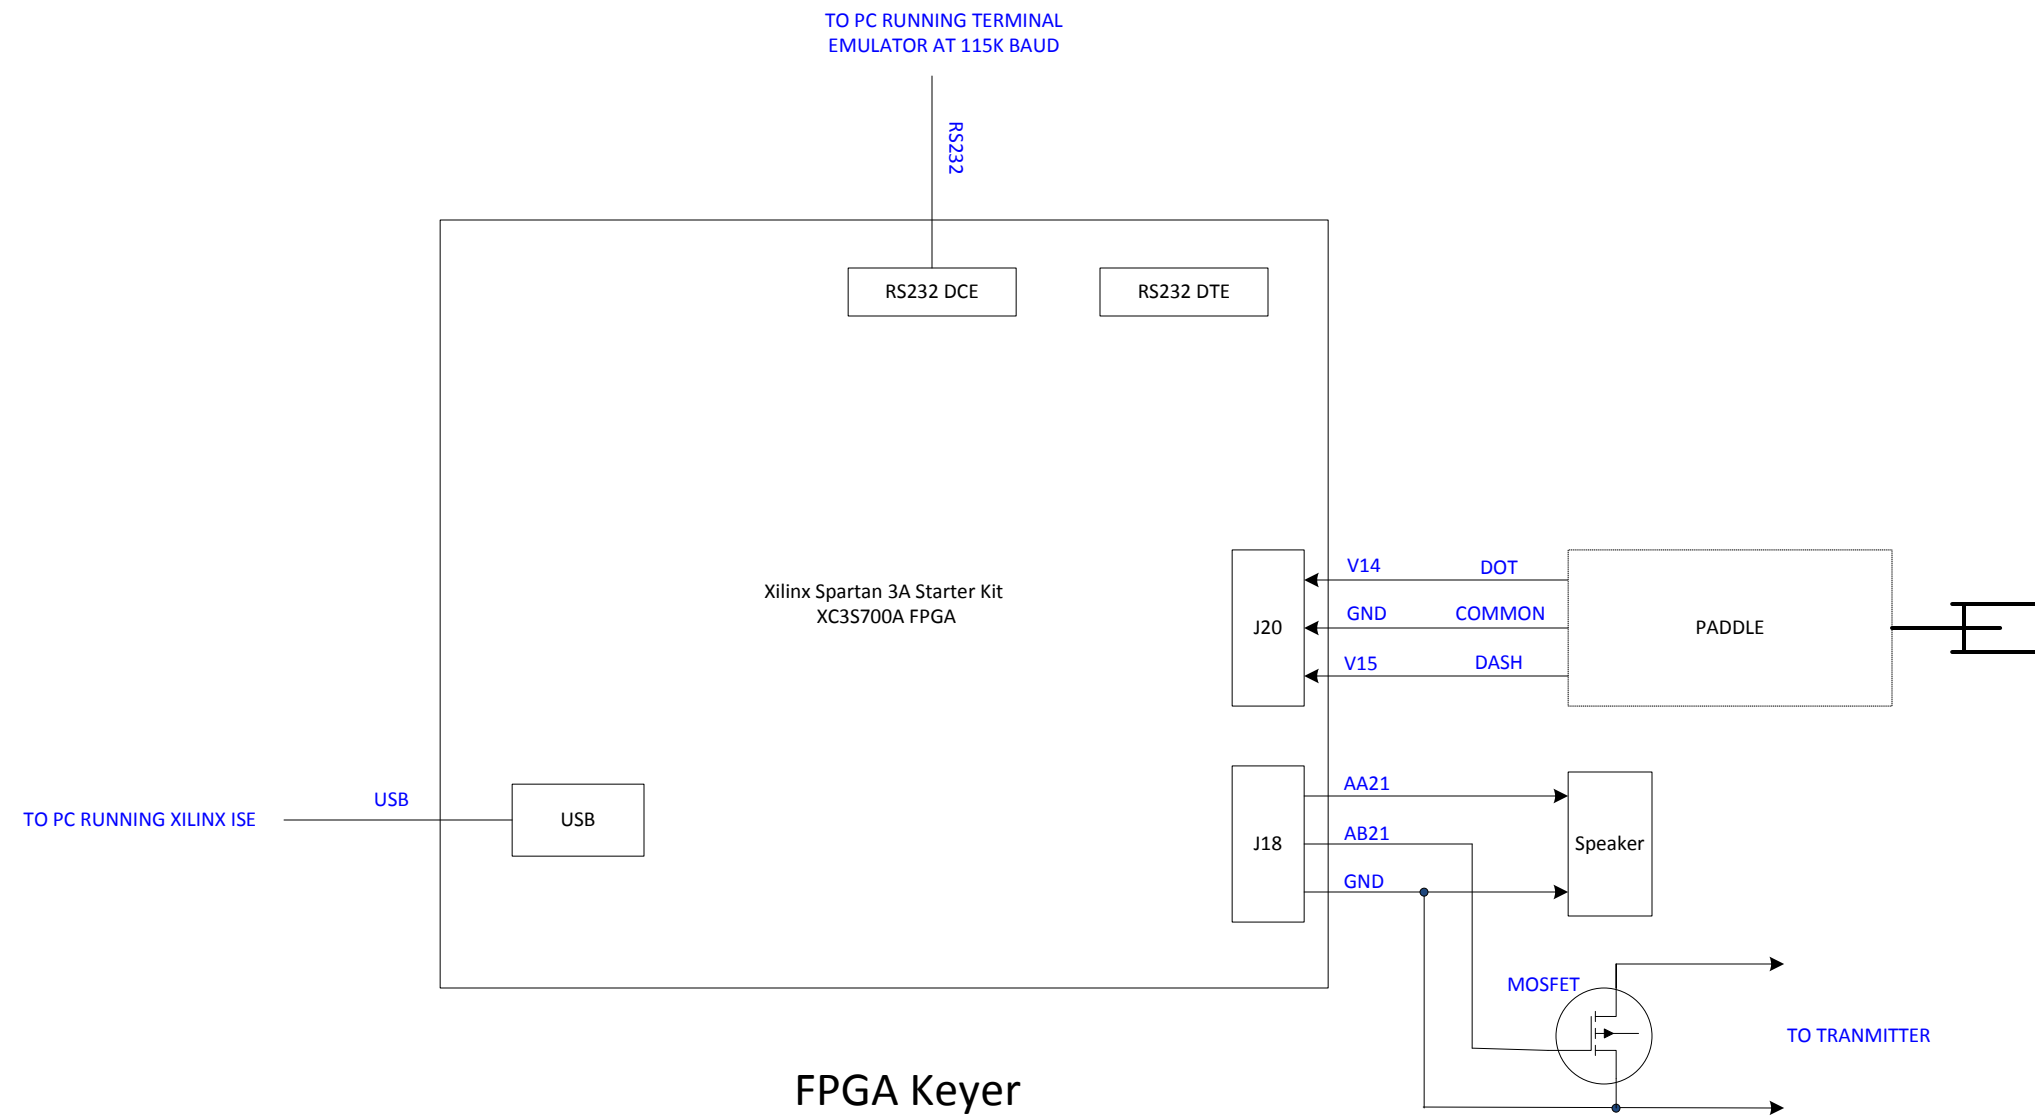 TO PC RUNNING TERMINAL
EMULATOR AT 115K BAUD
RS232
RS232 DCE
RS232 DTE
Xilinx Spartan 3A Starter Kit
XC3S700A FPGA
J20
V14
DOT
GND
COMMON
V15
DASH
PADDLE
TO PC RUNNING XILINX ISE
USB
USB
J18
AA21
AB21
GND
Speaker
MOSFET
TO TRANMITTER
FPGA Keyer